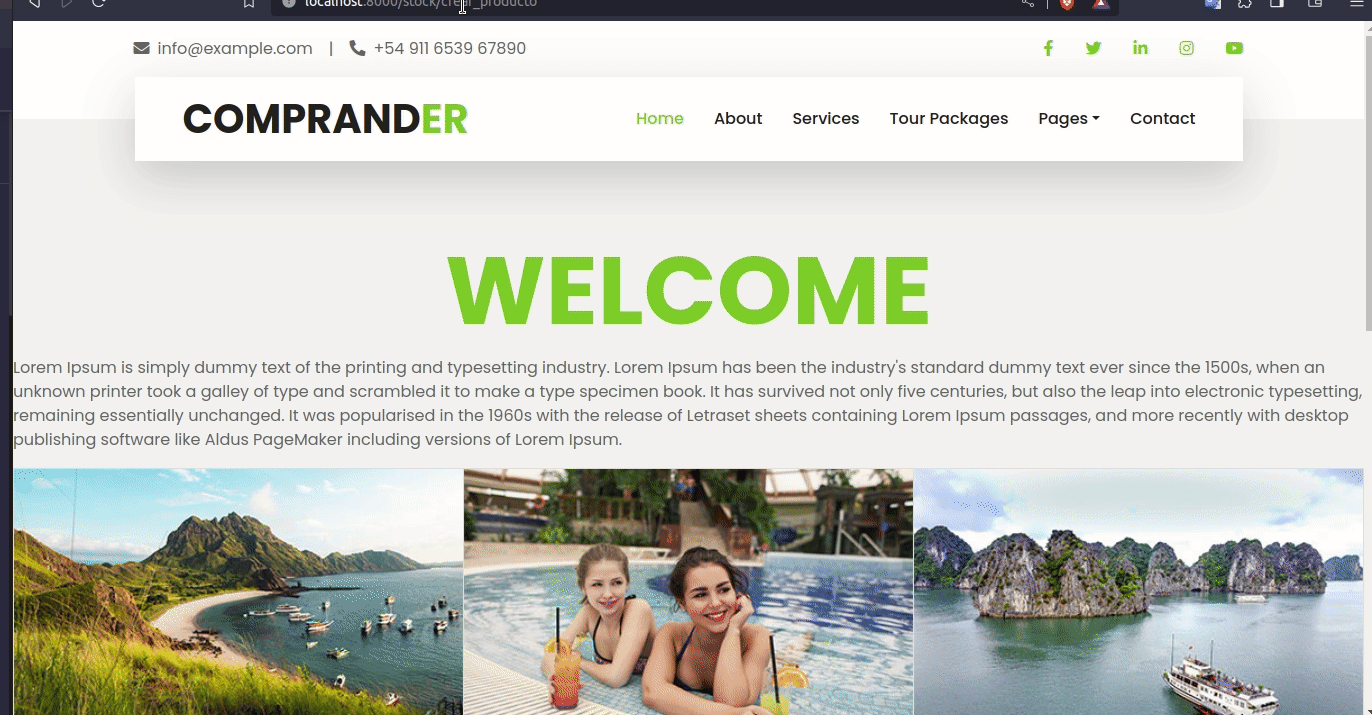 localhost:8000/stock/crear_producto
info@example.com | +54 911 6539 67890
COMPRANDER
Home About Services Tour Packages Pages Contact
WELCOME
Lorem Ipsum is simply dummy text of the printing and typesetting industry. Lorem Ipsum has been the industry's standard dummy text ever since the 1500s, when an
unknown printer took a galley of type and scrambled it to make a type specimen book. It has survived not only five centuries, but also the leap into electronic typesetting,
remaining essentially unchanged. It was popularised in the 1960s with the release of Letraset sheets containing Lorem Ipsum passages, and more recently with desktop
publishing software like Aldus PageMaker including versions of Lorem Ipsum.